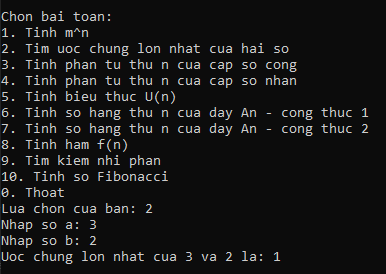 Chon bai toan:
1. Tinh m^n
2. Tim uoc chung lon nhat cua hai so
3. Tinh phan tu thu n cua cap so cong
4. Tinh phan tu thu n cua cap so nhan
5. Tinh bieu thuc U(n)
6. Tinh so hang thu n cua day An - cong thuc 1
7. Tinh so hang thu n cua day An - cong thuc 2
8. Tinh ham f(n)
9. Tim kiem nhi phan
10. Tinh so Fibonacci
0. Thoat
Lua chon cua ban: 2
Nhap so a: 3
Nhap so b: 2
Uoc chung lon nhat cua 3 va 2 la: 1